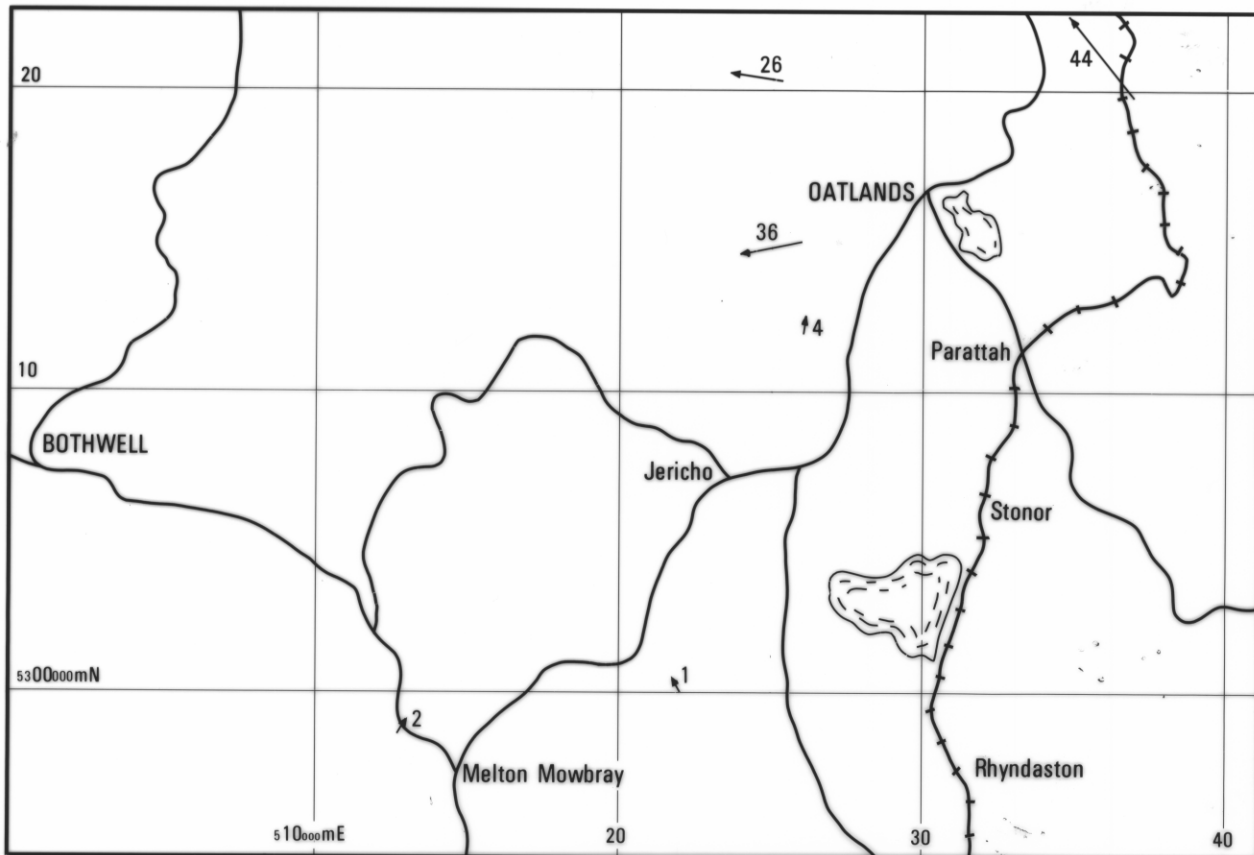 44
26
20
OATLANDS
36
4
Parattah
10
BOTHWELL
Jericho
Stonor
5300000mN
1
2
Melton Mowbray
Rhyndaston
510000mE
20
30
40